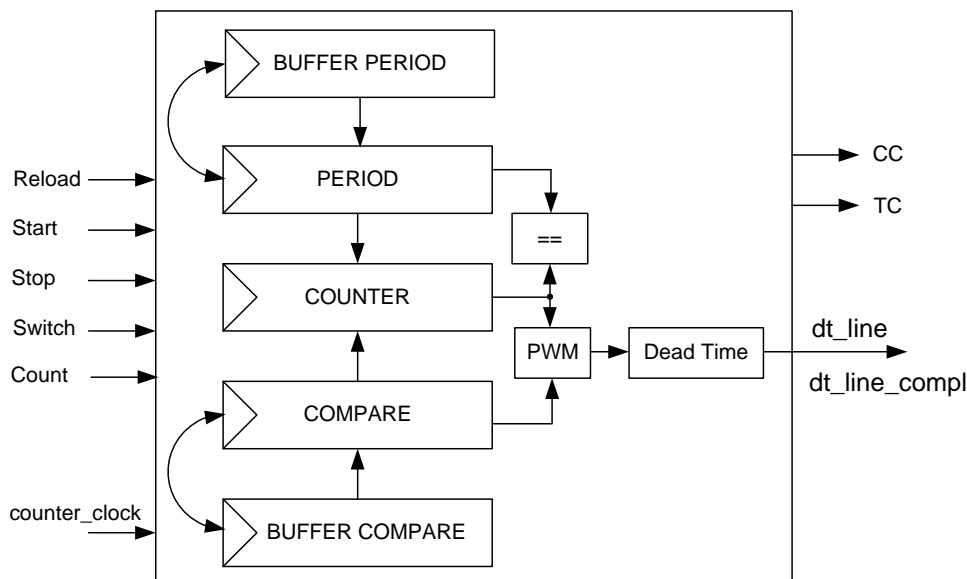 BUFFER PERIOD
PERIOD
CC
Reload
TC
Start
==
Stop
COUNTER
Switch
dt_line
PWM
Dead Time
Count
dt_line_compl
COMPARE
counter_clock
BUFFER COMPARE